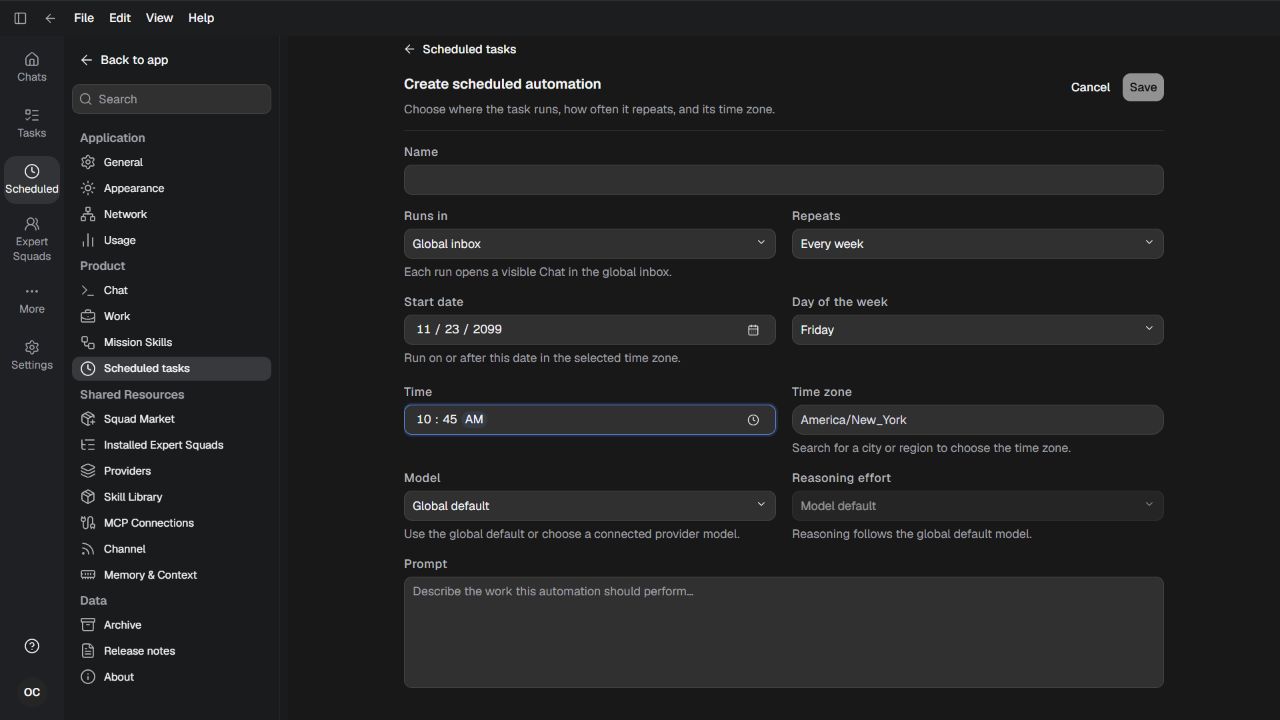 File Edit View Help
Chats
Tasks
Scheduled
Expert
Squads
More
Settings
OC
Back to app
Search
Application
General
Appearance
Network
Usage
Product
Chat
Work
Mission Skills
Scheduled tasks
Shared Resources
Squad Market
Installed Expert Squads
Providers
Skill Library
MCP Connections
Channel
Memory & Context
Data
Archive
Release notes
About
Scheduled tasks
Create scheduled automation
Cancel Save
Choose where the task runs, how often it repeats, and its time zone.
Name
Runs in Repeats
Global inbox Every week
Each run opens a visible Chat in the global inbox.
Start date Day of the week
11 / 23 / 2099 Friday
Run on or after this date in the selected time zone.
Time Time zone
10 : 45 AM America/New_York
Search for a city or region to choose the time zone.
Model Reasoning effort
Global default Model default
Use the global default or choose a connected provider model. Reasoning follows the global default model.
Prompt
Describe the work this automation should perform…